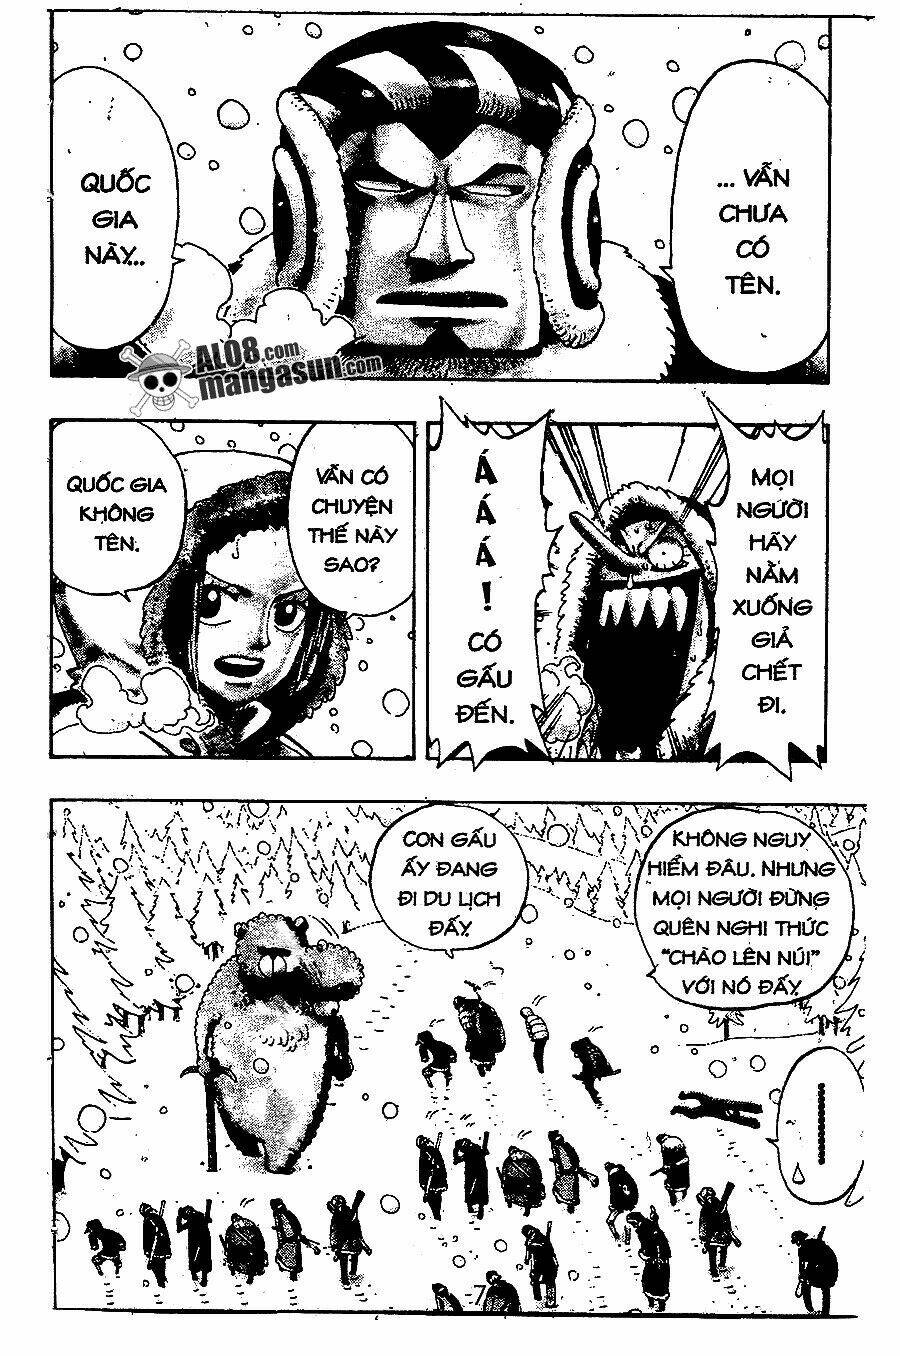 QUỐC
GIA
NÀY...
... VẪN
CHƯA
CÓ
TÊN.
ALO8.com
mangasun.com
QUỐC GIA
KHÔNG
TÊN.
VẪN CÓ
CHUYỆN
THẾ NÀY
SAO?
Á
Á
Á
!
CÓ
GẤU
ĐẾN.
MỌI
NGƯỜI
HÃY
NẰM
XUỐNG
GIẢ
CHẾT
ĐI.
CON GẤU
ẤY ĐANG
ĐI DU LỊCH
ĐẤY.
KHÔNG NGUY
HIỂM ĐÂU. NHƯNG
MỌI NGƯỜI ĐỪNG
QUÊN NGHI THỨC
"CHÀO LÊN NÚI"
VỚI NÓ ĐẤY.
7